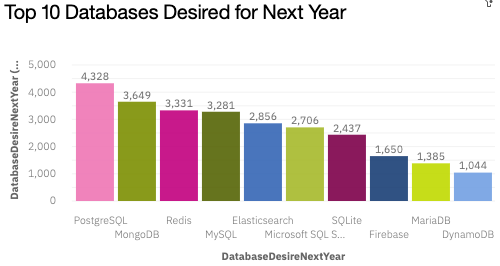 Top 10 Databases Desired for Next Year
DatabaseDesireNextYear (...
5,000
4,000
3,000
2,000
1,000
0
4,328
3,649
3,331
3,281
2,856
2,706
2,437
1,650
1,385
1,044
PostgreSQL
MongoDB
Redis
MySQL
Elasticsearch
Microsoft SQL S...
SQLite
Firebase
MariaDB
DynamoDB
DatabaseDesireNextYear